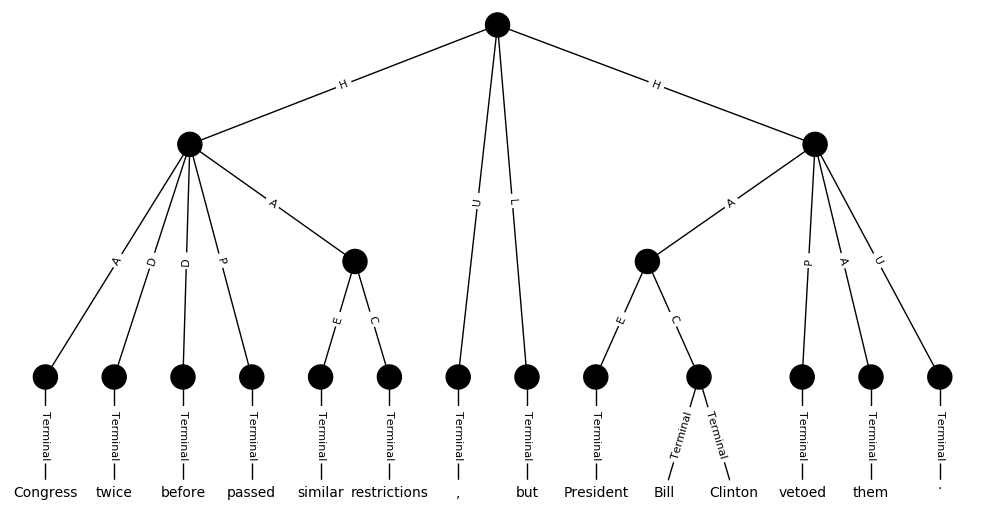 H H
A U L A
A D D P E C E C P A U
Terminal Terminal Terminal Terminal Terminal Terminal Terminal Terminal Terminal Terminal Terminal Terminal Terminal Terminal
Congress twice before passed similar restrictions , but President Bill Clinton vetoed them .